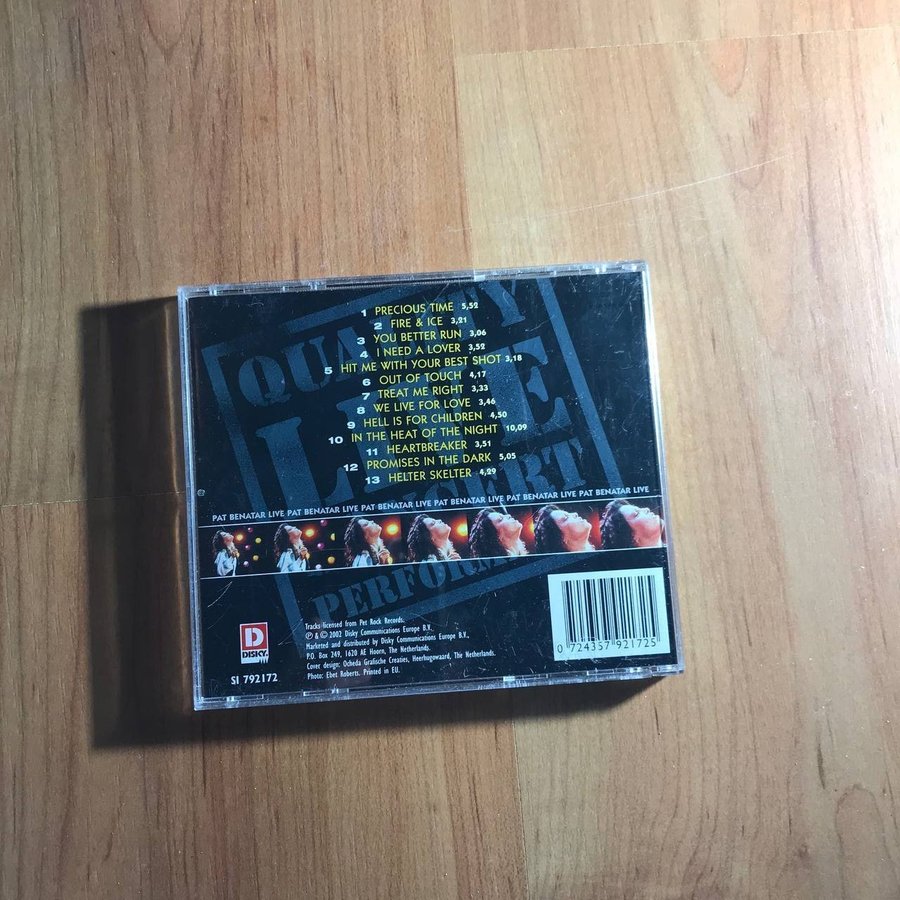 1 PRECIOUS TIME 5,52
2 FIRE & ICE 3,21
3 YOU BETTER RUN 3,06
4 I NEED A LOVER 3,52
5 HIT ME WITH YOUR BEST SHOT 3,18
6 OUT OF TOUCH 4,17
7 TREAT ME RIGHT 3,33
8 WE LIVE FOR LOVE 3,46
9 HELL IS FOR CHILDREN 4,50
10 IN THE HEAT OF THE NIGHT 10,09
11 HEARTBREAKER 3,51
12 PROMISES IN THE DARK 5,05
13 HELTER SKELTER 4,29
QUALITY
LIVE
CONCERT
PERFORM
PAT BENATAR LIVE PAT BENATAR LIVE PAT BENATAR LIVE PAT BENATAR LIVE PAT BENATAR LIVE PAT BENATAR LIVE
D
DISKY
SI 792172
Tracks licensed from Pet Rock Records.
℗ & © 2002 Disky Communications Europe B.V.
Marketed and distributed by Disky Communications Europe B.V.,
P.O. Box 249, 1620 AE Hoorn, The Netherlands.
Cover design: Ocheda Grafische Creaties, Heerhugowaard, The Netherlands.
Photo: Ebet Roberts. Printed in EU.
0 724357 921725